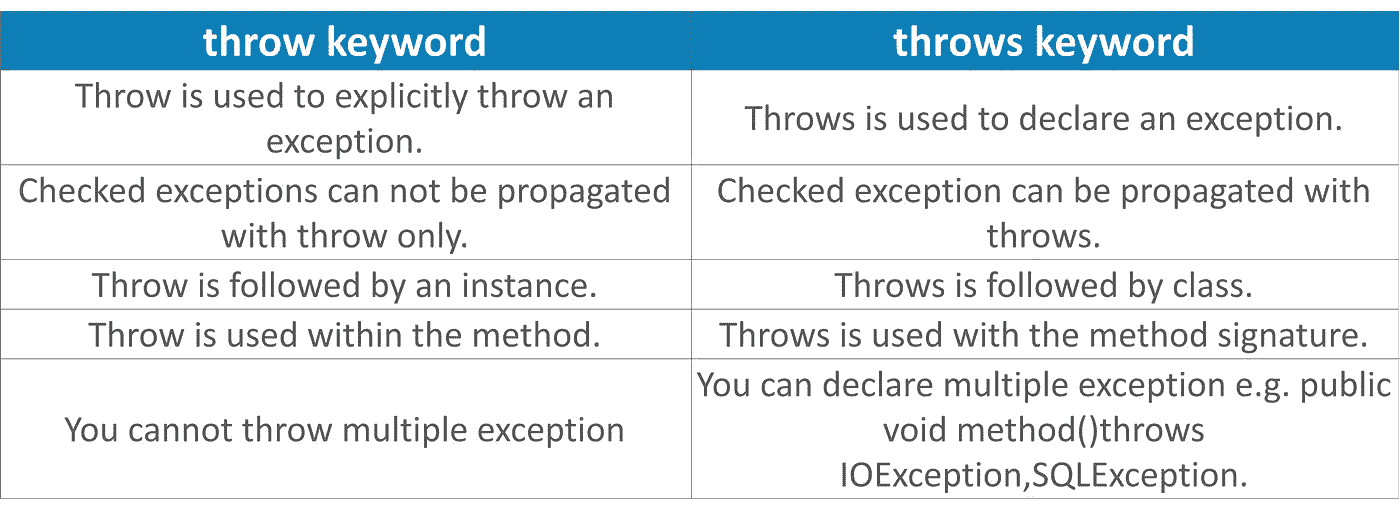 throw keyword
throws keyword
Throw is used to explicitly throw an
exception.
Throws is used to declare an exception.
Checked exceptions can not be propagated
with throw only.
Checked exception can be propagated with
throws.
Throw is followed by an instance.
Throws is followed by class.
Throw is used within the method.
Throws is used with the method signature.
You cannot throw multiple exception
You can declare multiple exception e.g. public
void method()throws
IOException,SQLException.